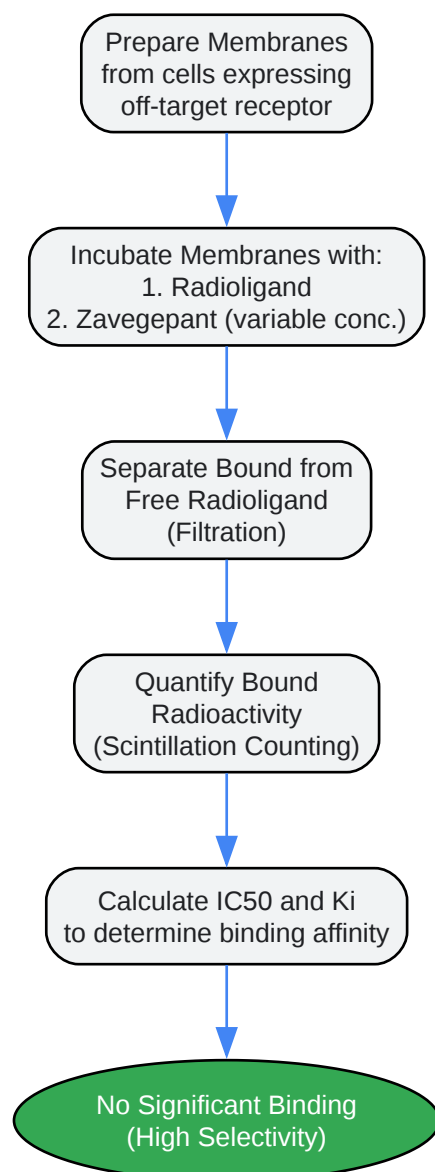 Prepare Membranes
from cells expressing
off-target receptor
Incubate Membranes with:
1. Radioligand
2. Zavegepant (variable conc.)
Separate Bound from
Free Radioligand
(Filtration)
Quantify Bound
Radioactivity
(Scintillation Counting)
Calculate IC50 and Ki
to determine binding affinity
No Significant Binding
(High Selectivity)